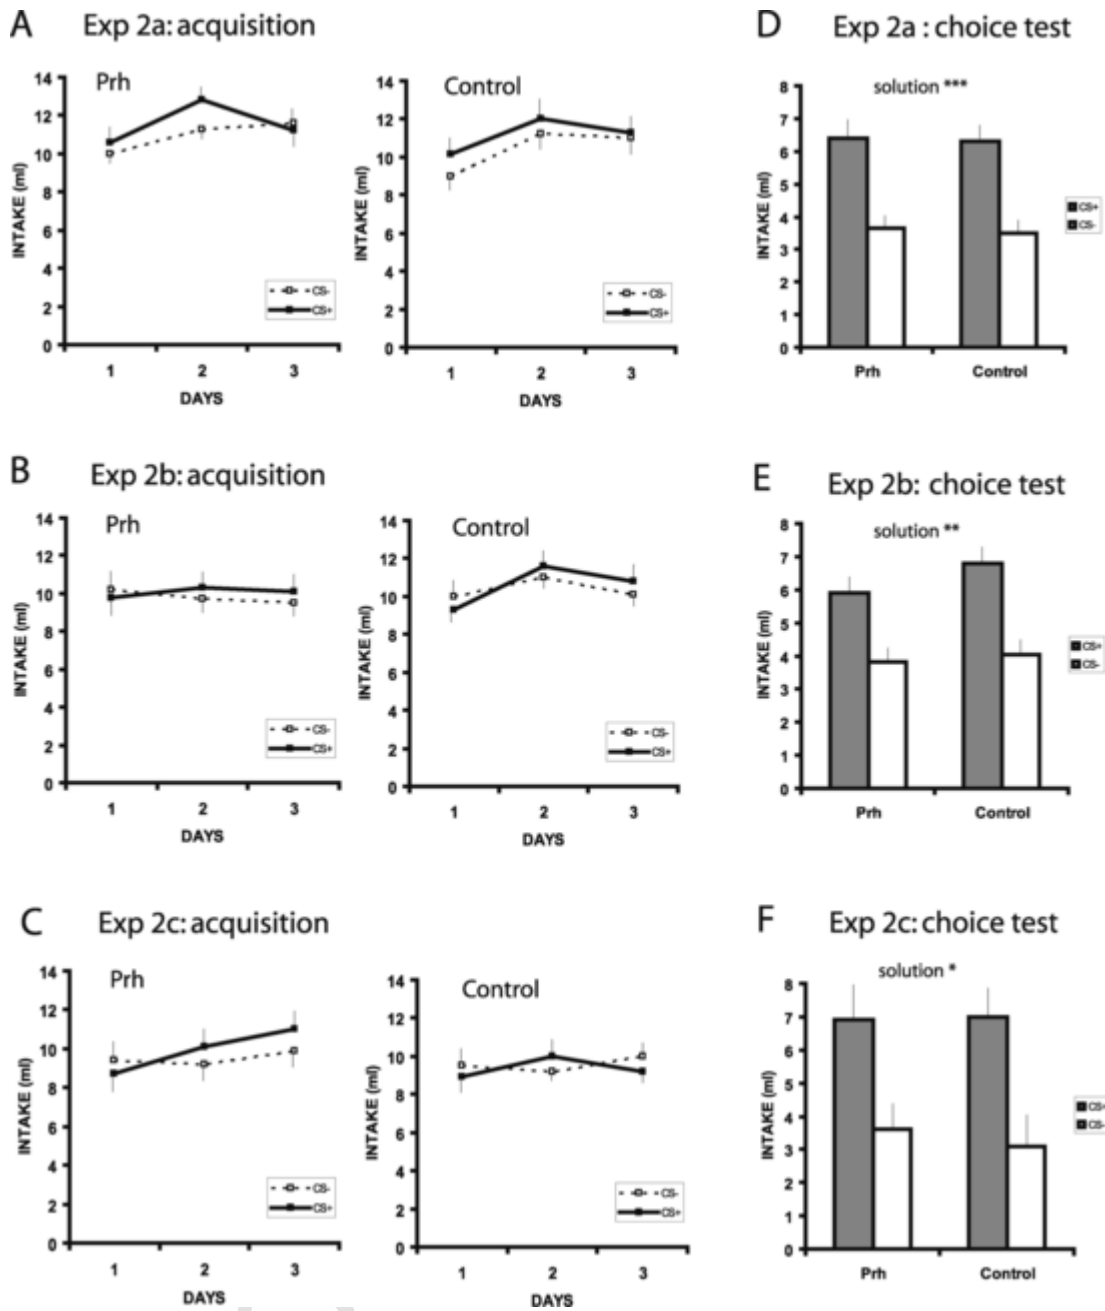 A Exp 2a: acquisition
Prh
14
12
10
8
6
4
2
0
INTAKE (ml)
CS-
CS+
1 2 3
DAYS
Control
14
12
10
8
6
4
2
0
INTAKE (ml)
CS-
CS+
1 2 3
DAYS
D Exp 2a : choice test
solution ***
8
7
6
5
4
3
2
1
0
INTAKE (ml)
CS+
CS-
Prh Control
B Exp 2b: acquisition
Prh
14
12
10
8
6
4
2
0
INTAKE (ml)
CS-
CS+
1 2 3
DAYS
Control
14
12
10
8
6
4
2
0
INTAKE (ml)
CS-
CS+
1 2 3
DAYS
E Exp 2b: choice test
solution **
8
7
6
5
4
3
2
1
0
INTAKE (ml)
CS+
CS-
Prh Control
C Exp 2c: acquisition
Prh
14
12
10
8
6
4
2
0
INTAKE (ml)
CS-
CS+
1 2 3
DAYS
Control
14
12
10
8
6
4
2
0
INTAKE (ml)
CS-
CS+
1 2 3
DAYS
F Exp 2c: choice test
solution *
8
7
6
5
4
3
2
1
0
INTAKE (ml)
CS+
CS-
Prh Control